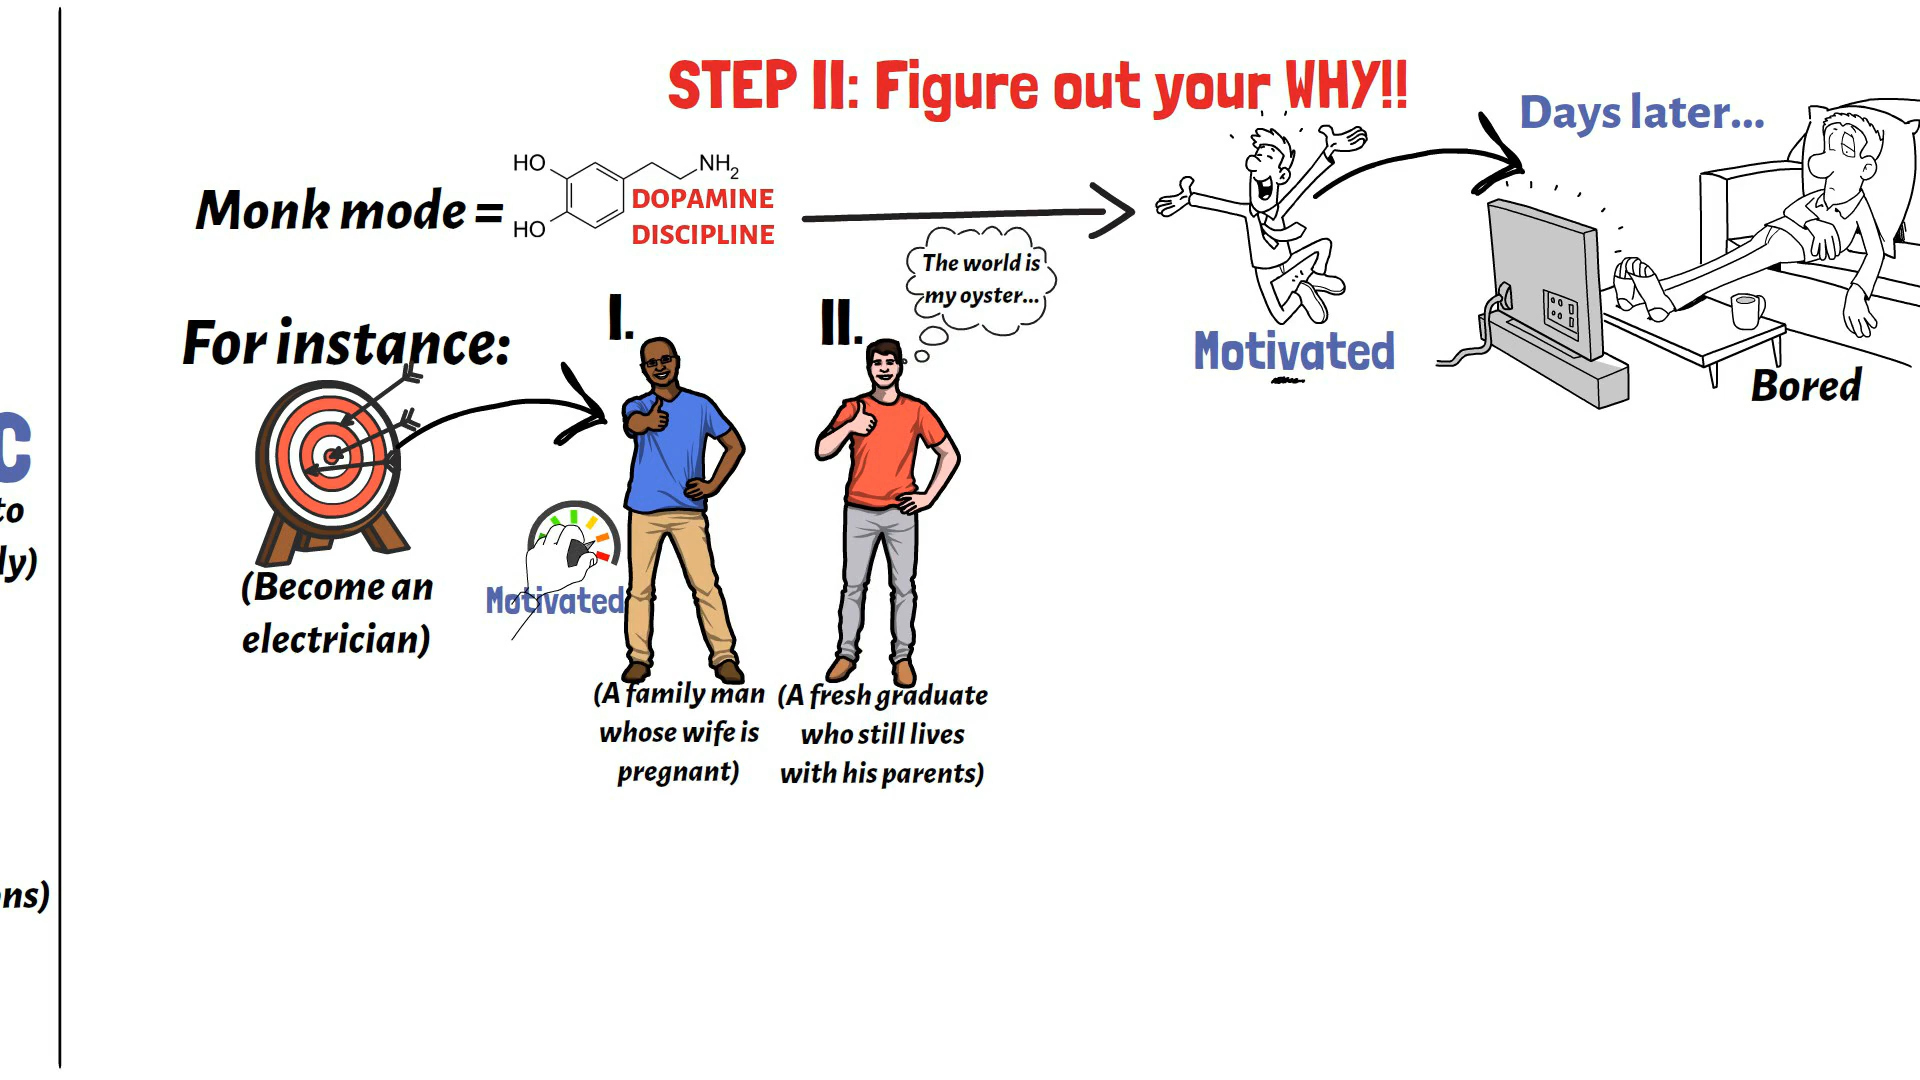 STEP II: Figure out your WHY!!
Days later...
HO
NH2
Monk mode =
DOPAMINE
DISCIPLINE
HO
The world is
my oyster...
I.
II.
For instance:
Motivated
Bored
C
to
ly)
(Become an
electrician)
Motivated
(A family man
whose wife is
pregnant)
(A fresh graduate
who still lives
with his parents)
ons)